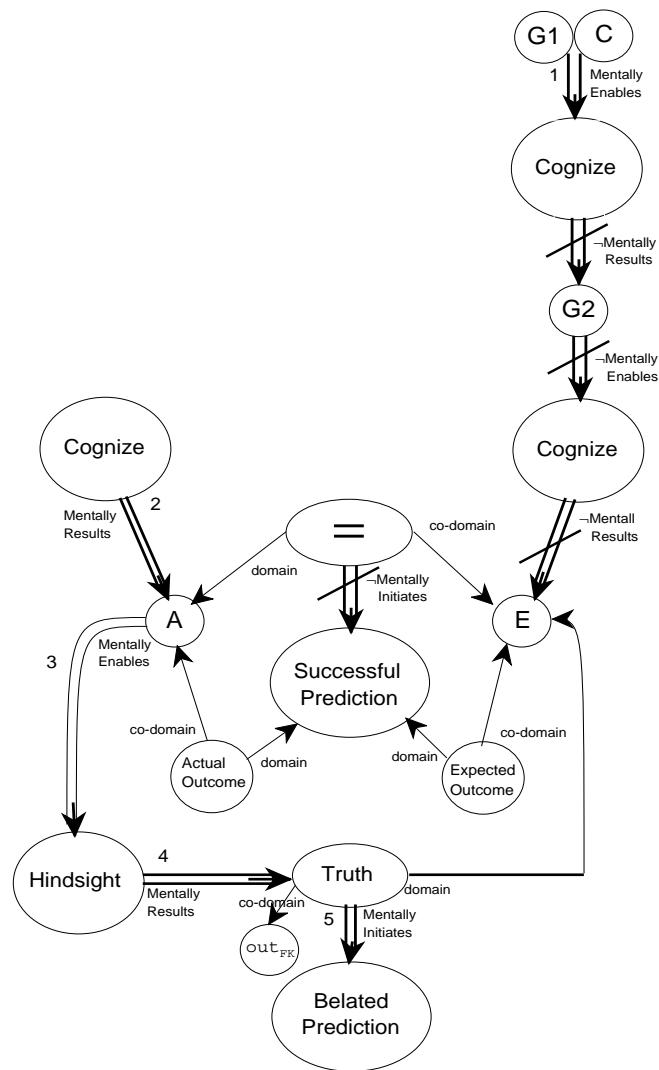 G1
C
1
Mentally
Enables
Cognize
¬Mentally
Results
G2
¬Mentally
Enables
Cognize
Cognize
2
Mentally
Results
=
co-domain
¬Mentall
Results
domain
¬Mentally
Initiates
A
E
Mentally
Enables
3
Successful
Prediction
co-domain
co-domain
Actual
Outcome
domain
domain
Expected
Outcome
4
Hindsight
Mentally
Results
Truth
domain
co-domain
5
Mentally
Initiates
outFK
Belated
Prediction